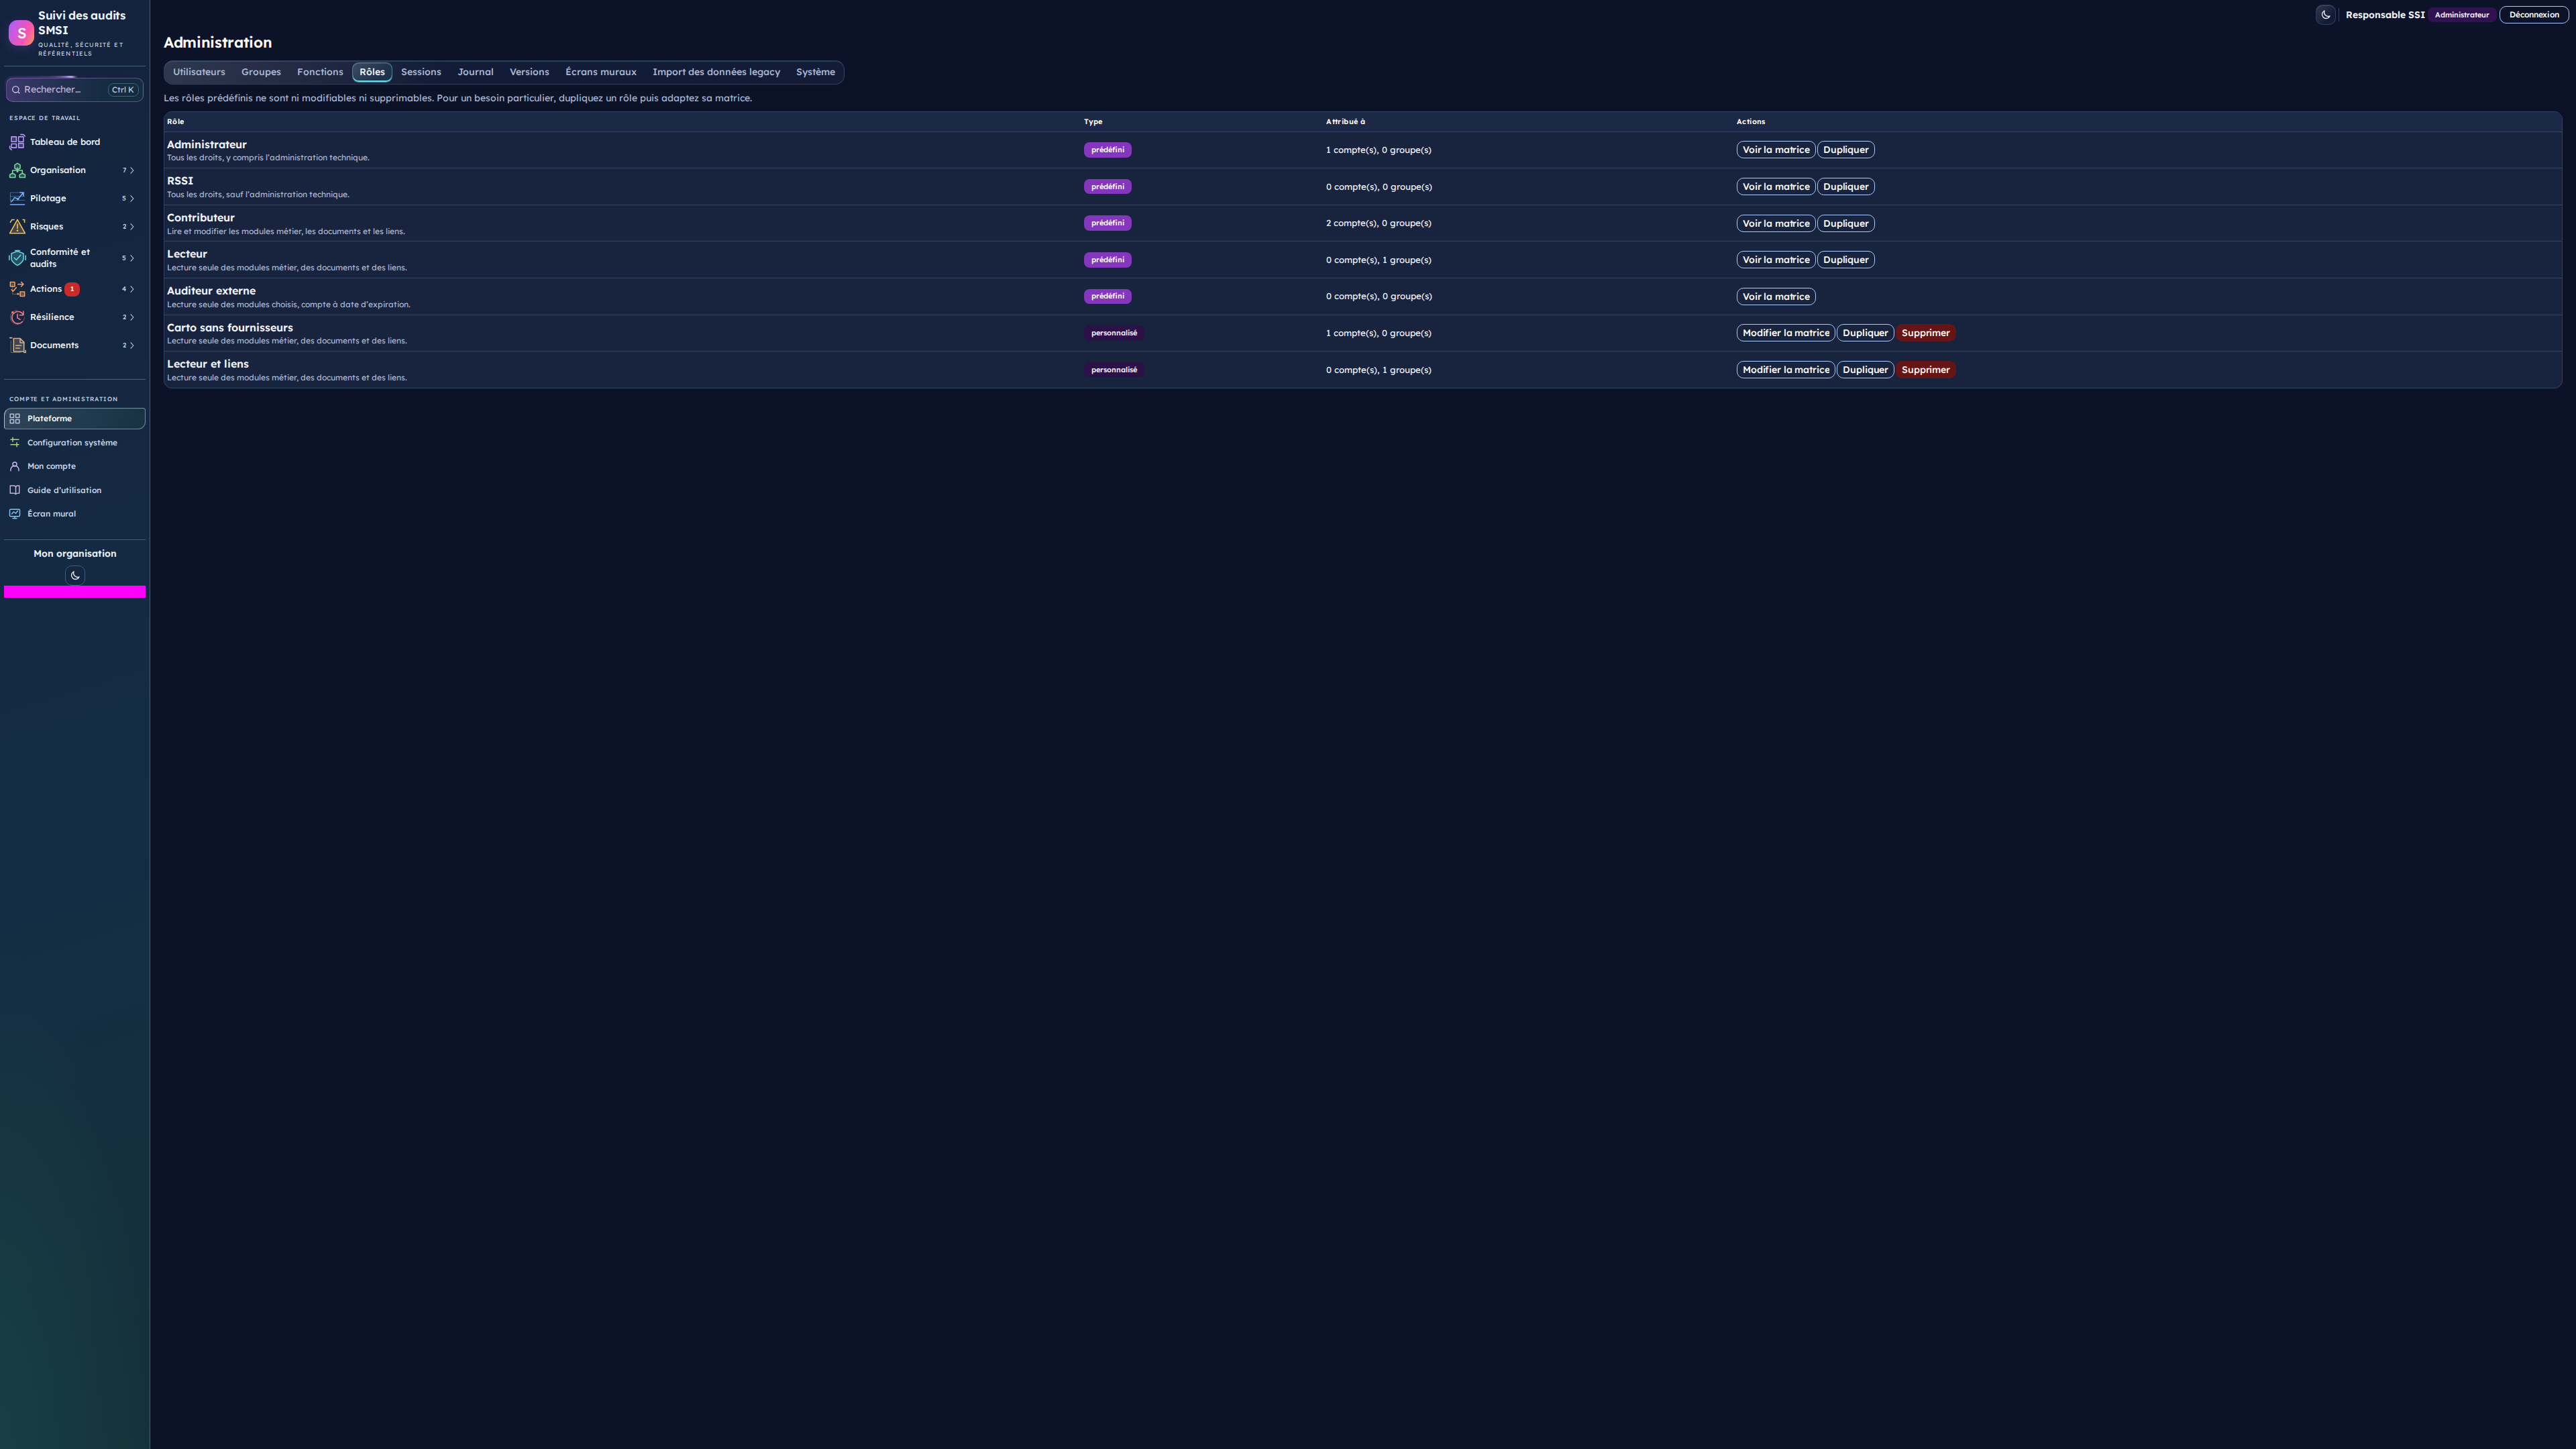 Suivi des audits
SMSI
QUALITÉ, SÉCURITÉ ET
RÉFÉRENTIELS
Rechercher... Ctrl K
ESPACE DE TRAVAIL
Tableau de bord
Organisation 7
Pilotage 5
Risques 2
Conformité et
audits 5
Actions 1 4
Résilience 2
Documents 2
COMPTE ET ADMINISTRATION
Plateforme
Configuration système
Mon compte
Guide d'utilisation
Écran mural
Mon organisation
Responsable SSI Administrateur Déconnexion
Administration
Utilisateurs Groupes Fonctions Rôles Sessions Journal Versions Écrans muraux Import des données legacy Système
Les rôles prédéfinis ne sont ni modifiables ni supprimables. Pour un besoin particulier, dupliquez un rôle puis adaptez sa matrice.
Rôle Type Attribué à Actions
Administrateur
Tous les droits, y compris l'administration technique.
prédéfini 1 compte(s), 0 groupe(s) Voir la matrice Dupliquer
RSSI
Tous les droits, sauf l'administration technique.
prédéfini 0 compte(s), 0 groupe(s) Voir la matrice Dupliquer
Contributeur
Lire et modifier les modules métier, les documents et les liens.
prédéfini 2 compte(s), 0 groupe(s) Voir la matrice Dupliquer
Lecteur
Lecture seule des modules métier, des documents et des liens.
prédéfini 0 compte(s), 1 groupe(s) Voir la matrice Dupliquer
Auditeur externe
Lecture seule des modules choisis, compte à date d'expiration.
prédéfini 0 compte(s), 0 groupe(s) Voir la matrice
Carto sans fournisseurs
Lecture seule des modules métier, des documents et des liens.
personnalisé 1 compte(s), 0 groupe(s) Modifier la matrice Dupliquer Supprimer
Lecteur et liens
Lecture seule des modules métier, des documents et des liens.
personnalisé 0 compte(s), 1 groupe(s) Modifier la matrice Dupliquer Supprimer